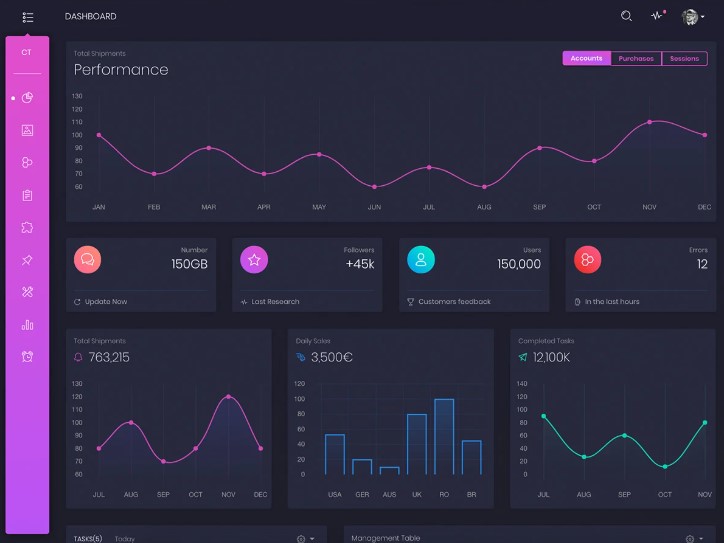 DASHBOARD
CT
Total Shipments
Performance
Accounts Purchases Sessions
130
120
110
100
90
80
70
60
JAN FEB MAR APR MAY JUN JUL AUG SEP OCT NOV DEC
Number
150GB
Update Now
Followers
+45k
Last Research
Users
150,000
Customers feedback
Errors
12
In the last hours
Total Shipments
763,215
130
120
110
100
90
80
70
60
JUL AUG SEP OCT NOV DEC
Daily Sales
3,500€
120
100
80
60
40
20
0
USA GER AUS UK RO BR
Completed Tasks
12,100K
140
120
100
80
60
40
20
0
JUL AUG SEP OCT NOV
TASKS(5) Today
Management Table